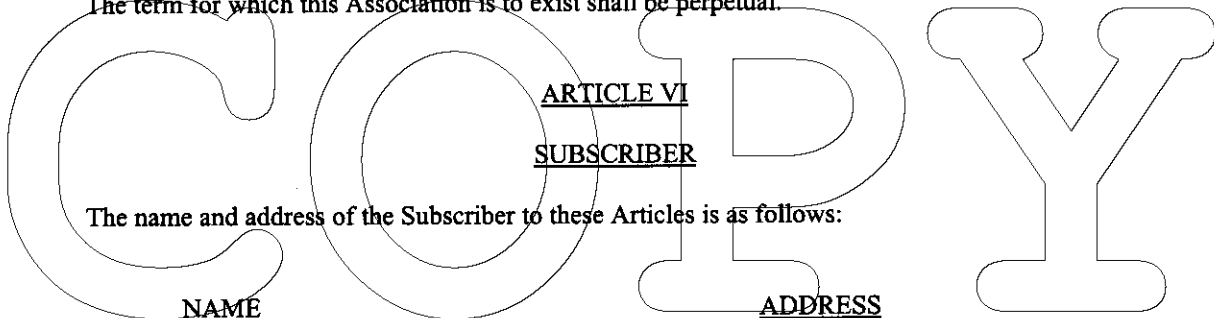 The term for which this Association is to exist shall be perpetual.
ARTICLE VI
SUBSCRIBER
The name and address of the Subscriber to these Articles is as follows:
NAME ADDRESS
COPY